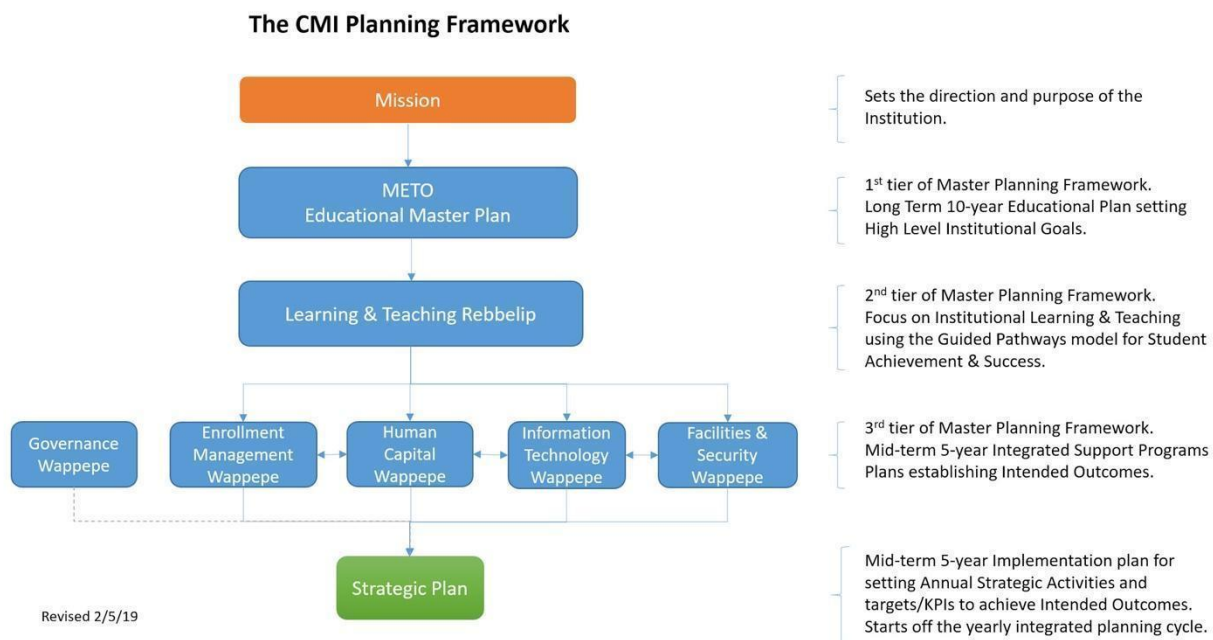 The CMI Planning Framework
Mission
Sets the direction and purpose of the
Institution.
METO
Educational Master Plan
1st tier of Master Planning Framework.
Long Term 10-year Educational Plan setting
High Level Institutional Goals.
Learning & Teaching Rebbelip
2nd tier of Master Planning Framework.
Focus on Institutional Learning & Teaching
using the Guided Pathways model for Student
Achievement & Success.
Governance
Wappepe
Enrollment
Management
Wappepe
Human
Capital
Wappepe
Information
Technology
Wappepe
Facilities &
Security
Wappepe
3rd tier of Master Planning Framework.
Mid-term 5-year Integrated Support Programs
Plans establishing Intended Outcomes.
Strategic Plan
Mid-term 5-year Implementation plan for
setting Annual Strategic Activities and
targets/KPIs to achieve Intended Outcomes.
Starts off the yearly integrated planning cycle.
Revised 2/5/19